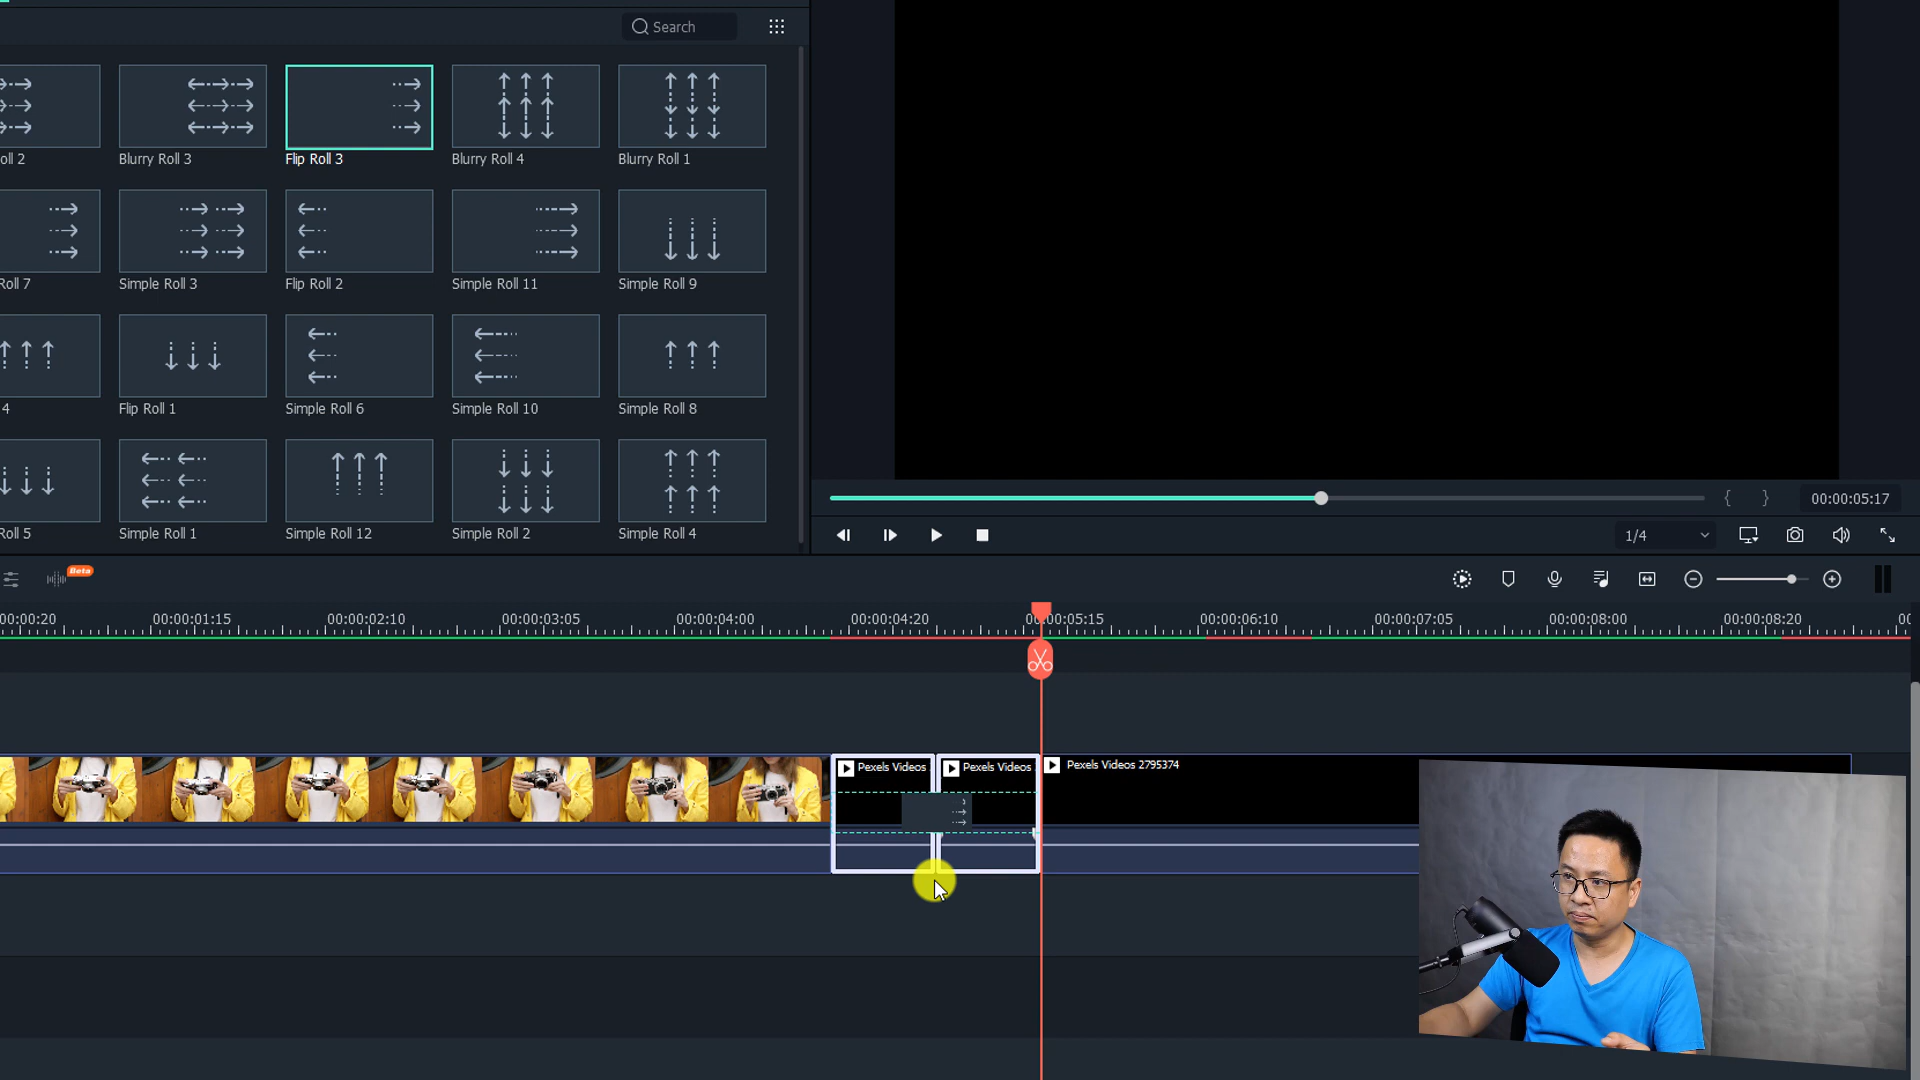 Search
oll 2
Blurry Roll 3
Flip Roll 3
Blurry Roll 4
Blurry Roll 1
Roll 7
Simple Roll 3
Flip Roll 2
Simple Roll 11
Simple Roll 9
4
Flip Roll 1
Simple Roll 6
Simple Roll 10
Simple Roll 8
Roll 5
Simple Roll 1
Simple Roll 12
Simple Roll 2
Simple Roll 4
{ } 00:00:05:17
1/4
Beta
00:00:00:20
00:00:01:15
00:00:02:10
00:00:03:05
00:00:04:00
00:00:04:20
00:00:05:15
00:00:06:10
00:00:07:05
00:00:08:00
00:00:08:20
00
Pexels Videos
Pexels Videos
Pexels Videos 2795374